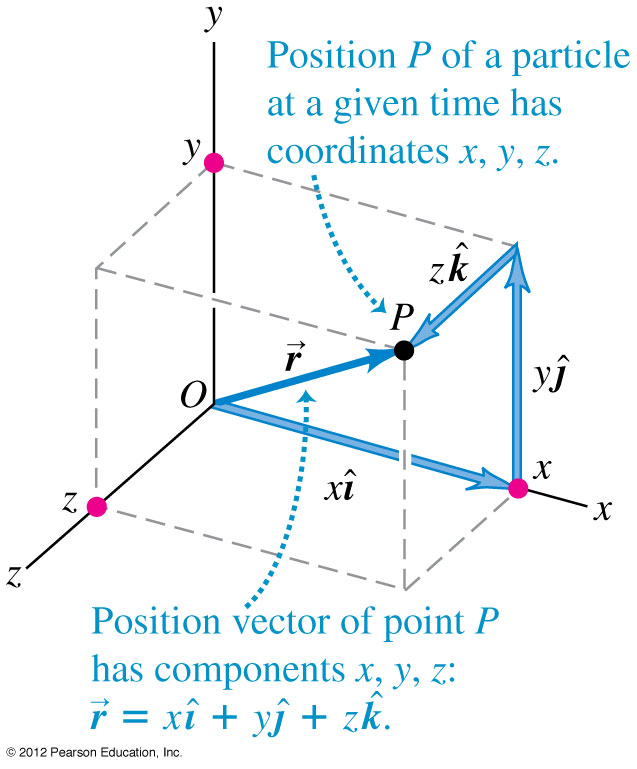 y
Position P of a particle
at a given time has
coordinates x, y, z.
y
zk̂
P
r⃗
yĵ
O
x
xî
z
x
z
Position vector of point P
has components x, y, z:
r⃗ = xî + yĵ + zk̂.
© 2012 Pearson Education, Inc.